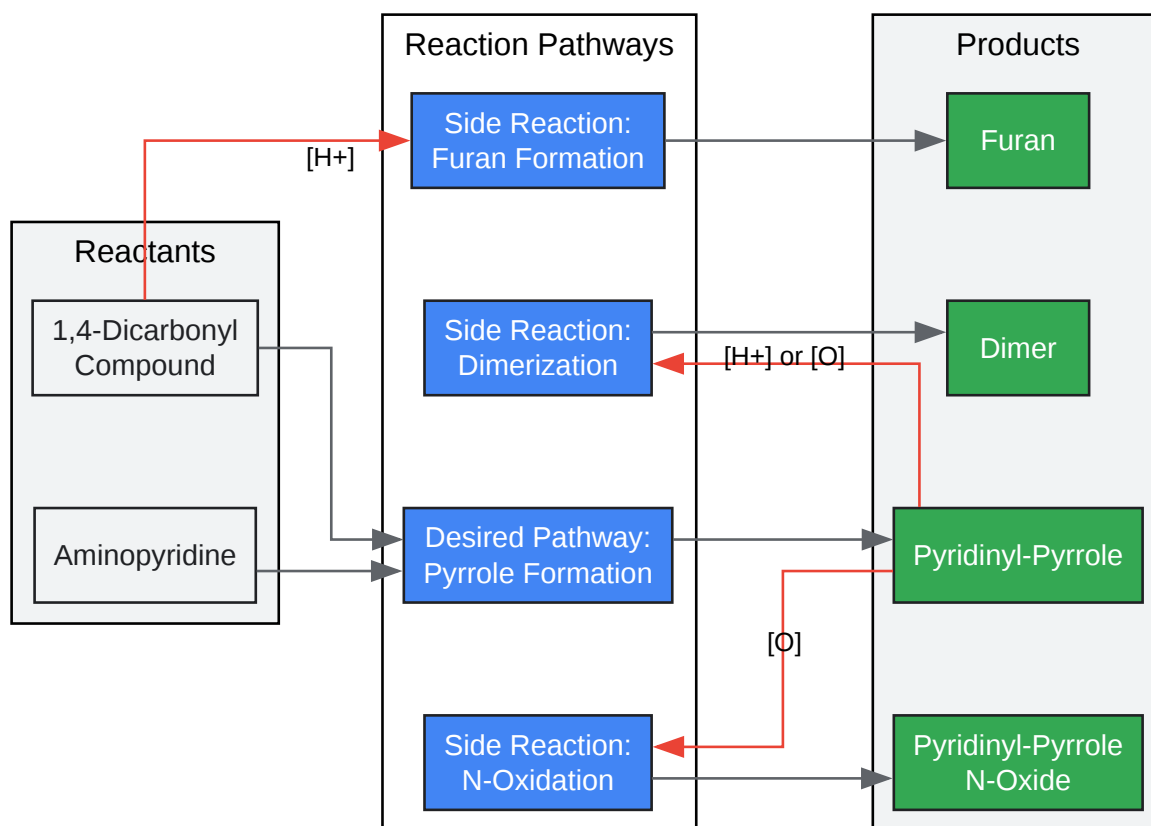 Reaction Pathways
Products
Side Reaction:
Furan Formation
Furan
[H+]
Reactants
1,4-Dicarbonyl
Compound
Side Reaction:
Dimerization
[H+] or [O]
Dimer
Aminopyridine
Desired Pathway:
Pyrrole Formation
Pyridinyl-Pyrrole
[O]
Side Reaction:
N-Oxidation
Pyridinyl-Pyrrole
N-Oxide